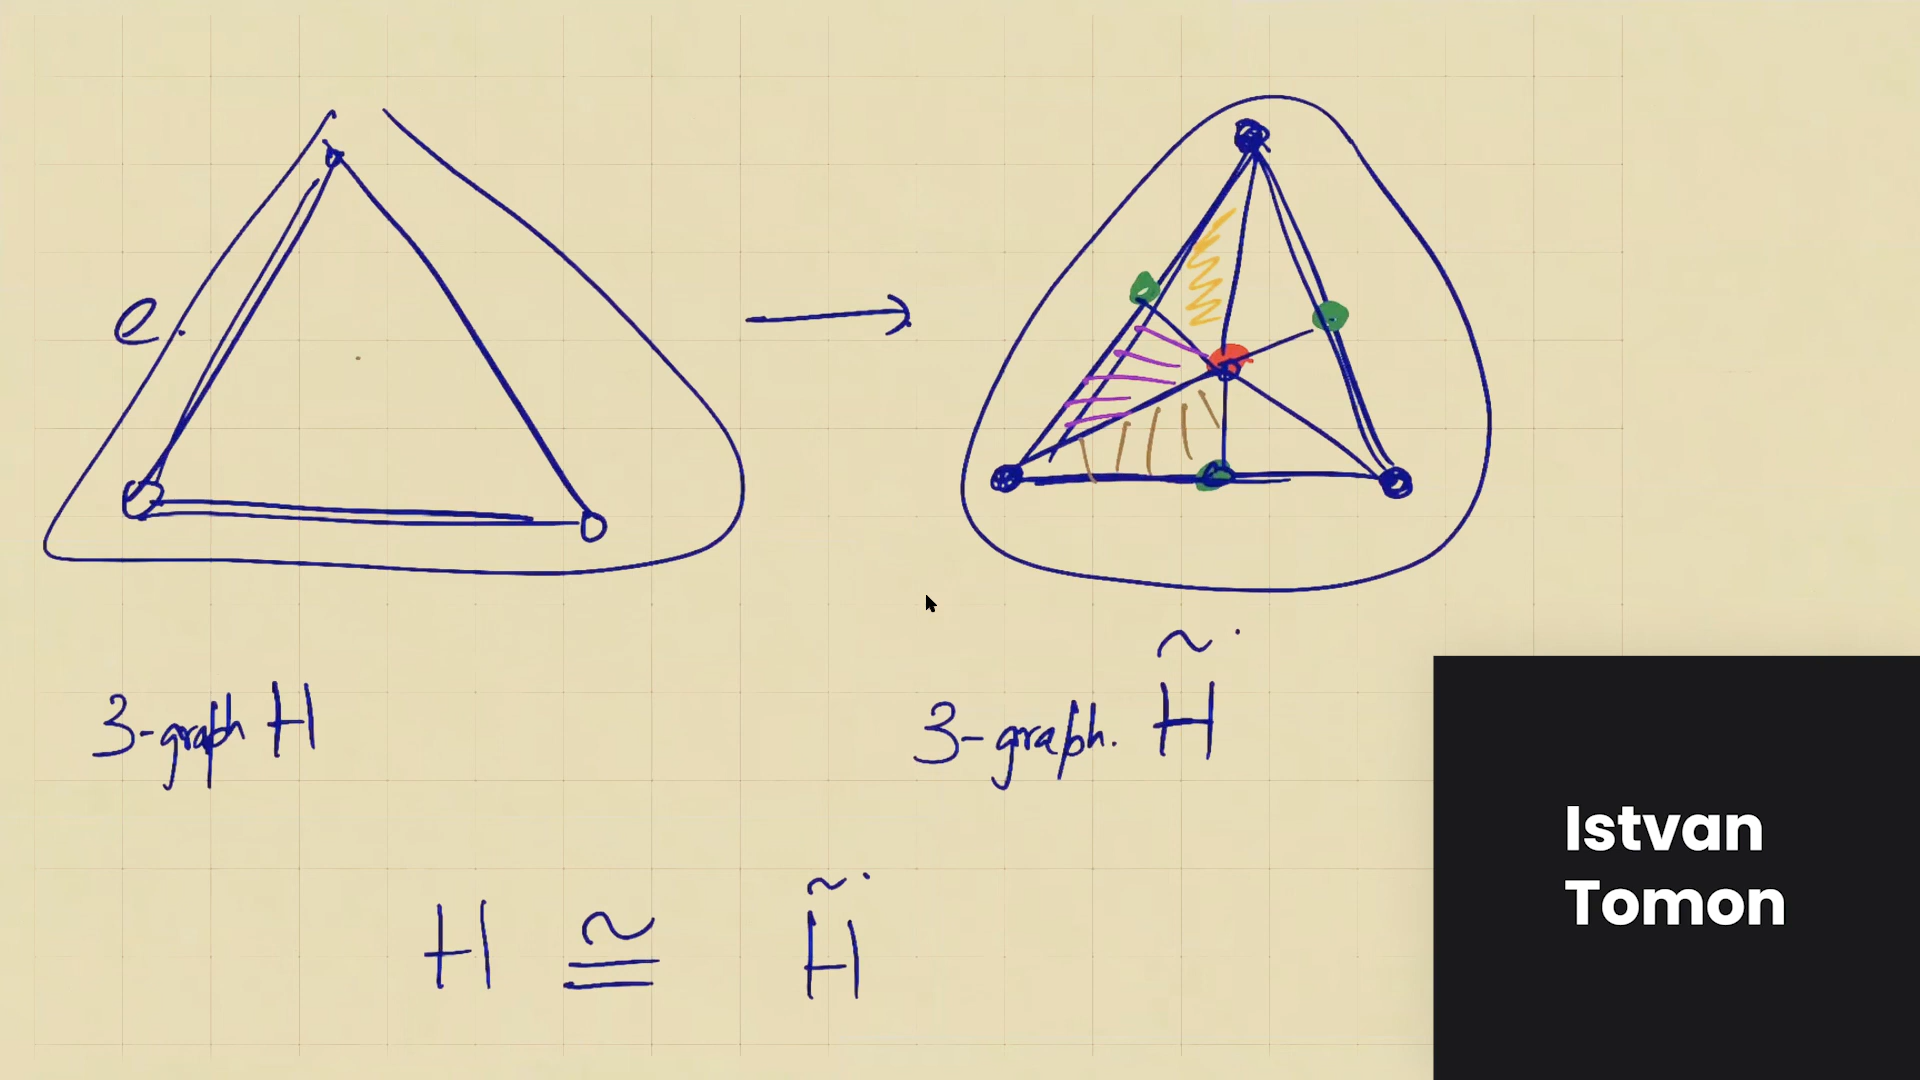 e.
3-graph H
3-graph. H̃
H ≅ H̃
Istvan
Tomon